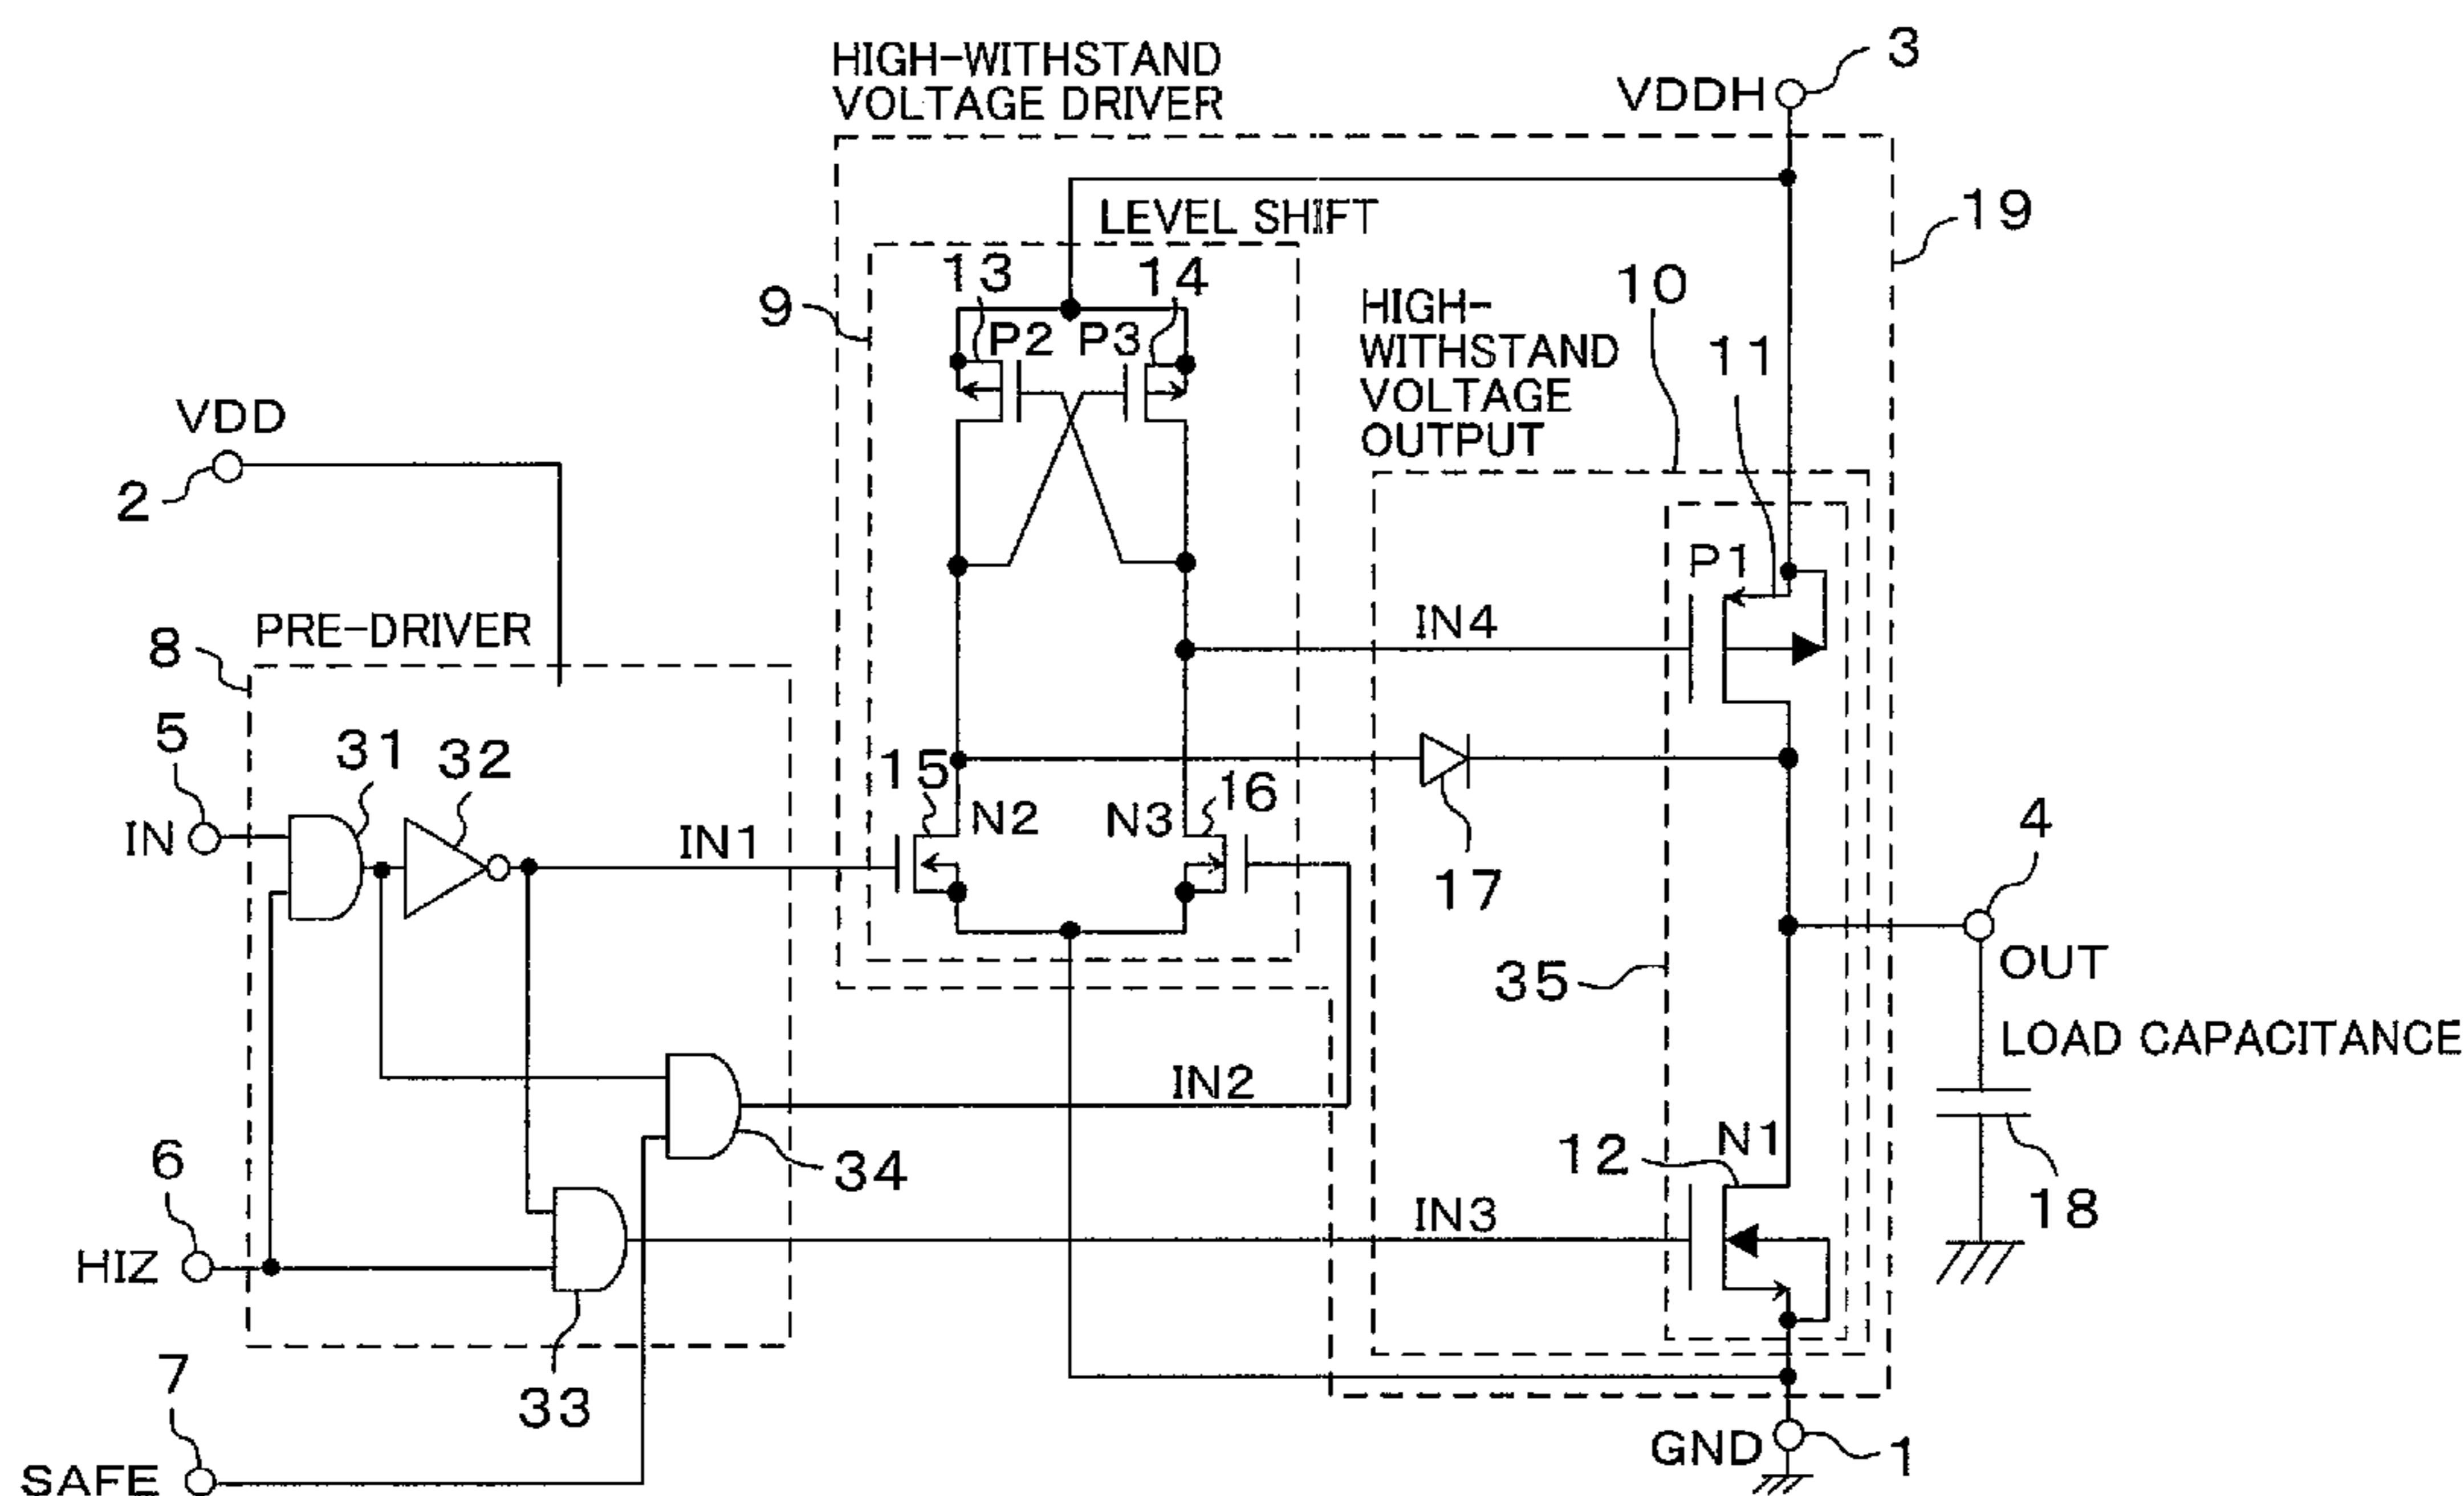 HIGH-WITHSTAND
VOLTAGE DRIVER
VDDH
3
LEVEL SHIFT
19
9
13
14
P2
P3
HIGH-
WITHSTAND
VOLTAGE
OUTPUT
10
11
VDD
2
P1
IN4
8
PRE-DRIVER
5
31
32
15
16
IN
IN1
N2
N3
17
4
OUT
35
LOAD CAPACITANCE
IN2
6
34
12
N1
18
HIZ
IN3
7
33
GND
1
SAFE